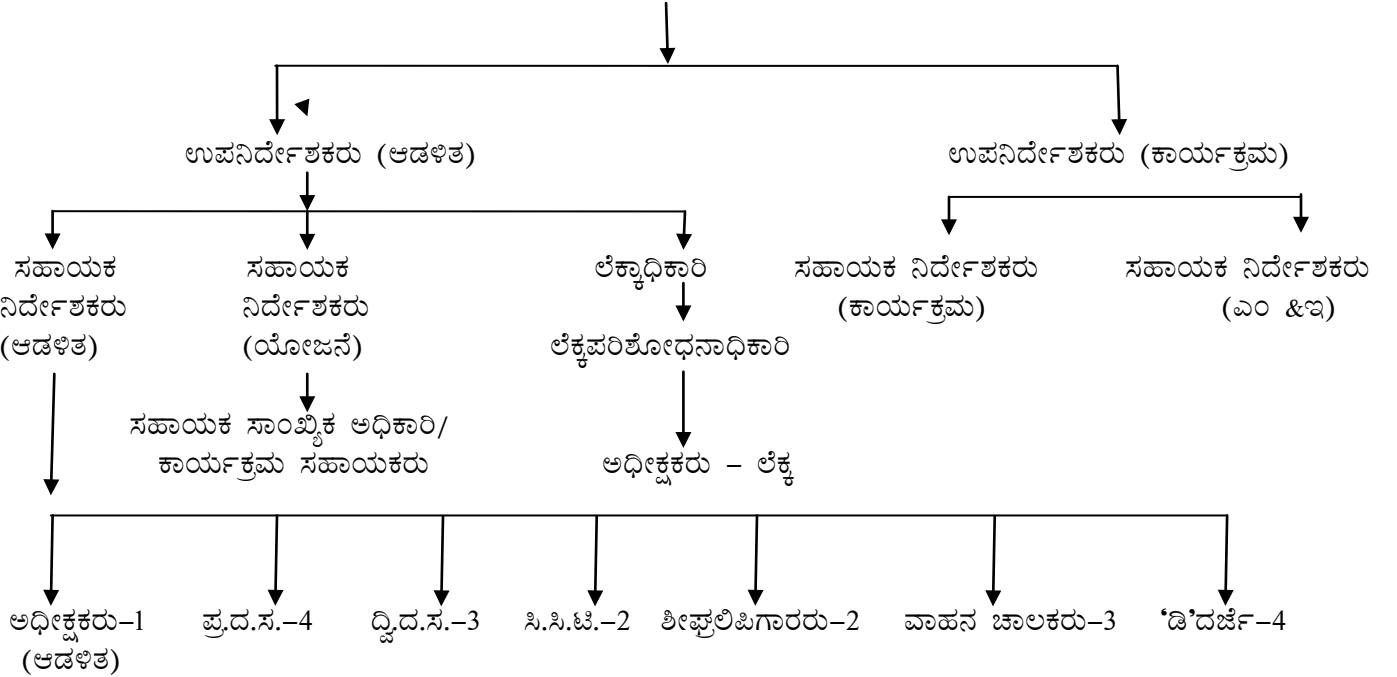 ಉಪನಿರ್ದೇಶಕರು (ಆಡಳಿತ)
ಉಪನಿರ್ದೇಶಕರು (ಕಾರ್ಯಕ್ರಮ)
ಸಹಾಯಕ
ನಿರ್ದೇಶಕರು
(ಆಡಳಿತ)
ಸಹಾಯಕ
ನಿರ್ದೇಶಕರು
(ಯೋಜನೆ)
ಲೆಕ್ಕಾಧಿಕಾರಿ
ಸಹಾಯಕ ನಿರ್ದೇಶಕರು
(ಕಾರ್ಯಕ್ರಮ)
ಸಹಾಯಕ ನಿರ್ದೇಶಕರು
(ಎಂ &ಇ)
ಲೆಕ್ಕಪರಿಶೋಧನಾಧಿಕಾರಿ
ಸಹಾಯಕ ಸಾಂಖ್ಯಿಕ ಅಧಿಕಾರಿ/
ಕಾರ್ಯಕ್ರಮ ಸಹಾಯಕರು
ಅಧೀಕ್ಷಕರು – ಲೆಕ್ಕ
ಅಧೀಕ್ಷಕರು–1
(ಆಡಳಿತ)
ಪ್ರ.ದ.ಸ.–4
ದ್ವಿ.ದ.ಸ.–3
ಸಿ.ಸಿ.ಟಿ.–2
ಶೀಘ್ರಲಿಪಿಗಾರರು–2
ವಾಹನ ಚಾಲಕರು–3
‘ಡಿ’ದರ್ಜೆ–4